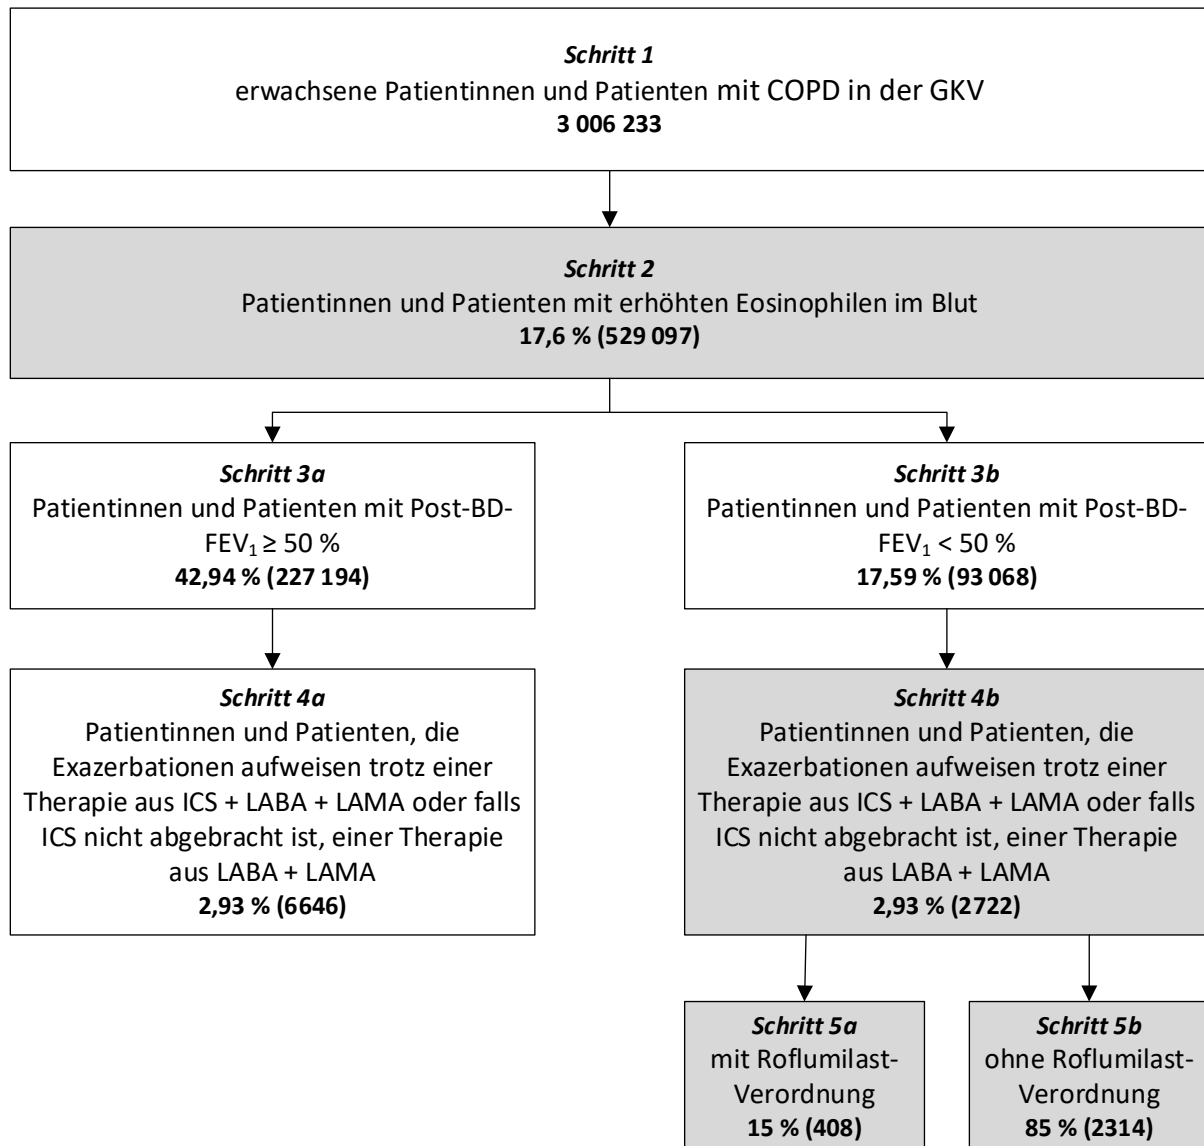 Schritt 1
erwachsene Patientinnen und Patienten mit COPD in der GKV
3 006 233
Schritt 2
Patientinnen und Patienten mit erhöhten Eosinophilen im Blut
17,6 % (529 097)
Schritt 3a
Patientinnen und Patienten mit Post-BD-
FEV₁ ≥ 50 %
42,94 % (227 194)
Schritt 3b
Patientinnen und Patienten mit Post-BD-
FEV₁ < 50 %
17,59 % (93 068)
Schritt 4a
Patientinnen und Patienten, die
Exazerbationen aufweisen trotz einer
Therapie aus ICS + LABA + LAMA oder falls
ICS nicht abgebracht ist, einer Therapie
aus LABA + LAMA
2,93 % (6646)
Schritt 4b
Patientinnen und Patienten, die
Exazerbationen aufweisen trotz einer
Therapie aus ICS + LABA + LAMA oder falls
ICS nicht abgebracht ist, einer Therapie
aus LABA + LAMA
2,93 % (2722)
Schritt 5a
mit Roflumilast-
Verordnung
15 % (408)
Schritt 5b
ohne Roflumilast-
Verordnung
85 % (2314)